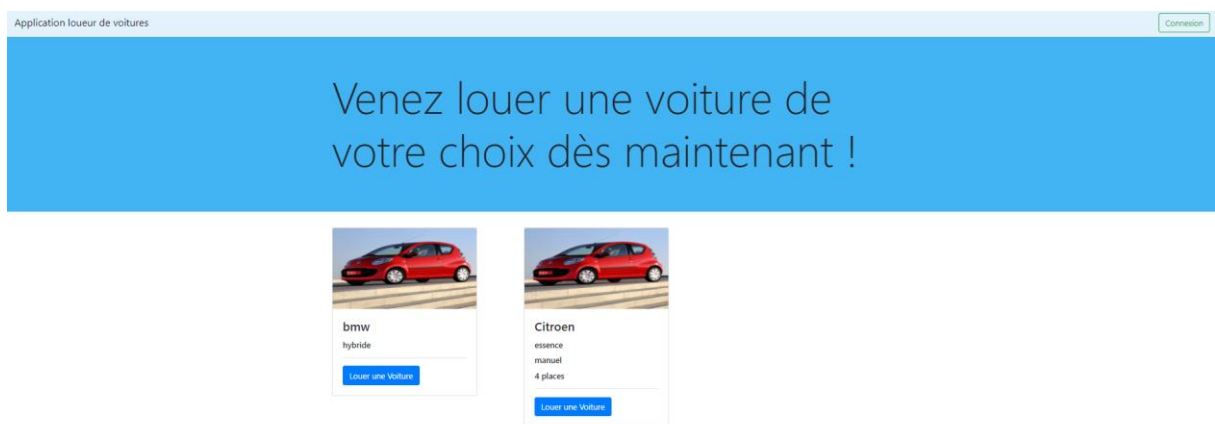 Application loueur de voitures
Connexion
Venez louer une voiture de
votre choix dès maintenant !
bmw
hybride
Louer une Voiture
Citroen
essence
manuel
4 places
Louer une Voiture